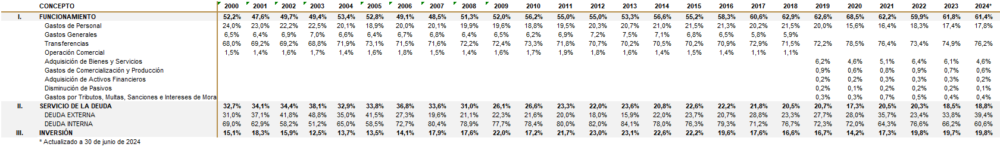 CONCEPTO 2000 2001 2002 2003 2004 2005 2006 2007 2008 2009 2010 2011 2012 2013 2014 2015 2016 2017 2018 2019 2020 2021 2022 2023 2024*
I. FUNCIONAMIENTO 52,2% 47,6% 49,7% 49,4% 53,4% 52,8% 49,1% 48,5% 51,3% 52,0% 56,2% 55,0% 55,0% 53,3% 56,6% 55,2% 58,3% 60,6% 62,9% 62,6% 68,5% 62,2% 59,9% 61,8% 61,4%
Gastos de Personal 24,0% 23,0% 22,2% 22,5% 20,1% 18,9% 20,0% 20,1% 19,9% 19,6% 18,8% 19,5% 20,3% 20,7% 21,0% 21,5% 21,3% 20,2% 21,5% 20,0% 15,6% 16,4% 18,3% 17,4% 17,8%
Gastos Generales 6,5% 6,4% 6,9% 7,0% 6,6% 6,4% 6,7% 6,8% 6,4% 6,5% 6,2% 6,9% 7,2% 7,5% 7,1% 6,8% 6,5% 5,8% 5,9%
Transferencias 68,0% 69,2% 69,2% 68,8% 71,9% 73,1% 71,5% 71,6% 72,2% 72,4% 73,3% 71,8% 70,7% 70,2% 70,5% 70,2% 70,9% 72,9% 71,5% 72,2% 78,5% 76,4% 73,4% 74,9% 76,2%
Operación Comercial 1,5% 1,4% 1,6% 1,7% 1,4% 1,6% 1,8% 1,5% 1,4% 1,6% 1,7% 1,9% 1,8% 1,6% 1,4% 1,5% 1,4% 1,1% 1,1%
Adquisición de Bienes y Servicios 6,2% 4,6% 5,1% 6,4% 6,1% 4,6%
Gastos de Comercialización y Producción 0,9% 0,6% 0,8% 0,9% 0,7% 0,6%
Adquisición de Activos Financieros 0,2% 0,2% 0,3% 0,3% 0,3% 0,2%
Disminución de Pasivos 0,2% 0,1% 0,2% 0,2% 0,2% 0,1%
Gastos por Tributos, Multas, Sanciones e Intereses de Mora 0,3% 0,3% 0,7% 0,5% 0,4% 0,4%
II. SERVICIO DE LA DEUDA 32,7% 34,1% 34,4% 38,1% 32,9% 33,8% 36,8% 33,6% 31,0% 26,1% 26,6% 23,3% 22,0% 23,6% 20,8% 22,6% 22,2% 21,8% 20,5% 20,7% 17,3% 20,5% 20,3% 18,5% 18,8%
DEUDA EXTERNA 31,0% 37,1% 41,8% 48,8% 35,0% 41,5% 27,3% 19,6% 21,1% 22,3% 21,6% 20,0% 18,0% 15,9% 22,0% 23,7% 20,7% 28,8% 23,3% 27,7% 28,0% 35,7% 23,4% 33,8% 39,4%
DEUDA INTERNA 69,0% 62,9% 58,2% 51,2% 65,0% 58,5% 72,7% 80,4% 78,9% 77,7% 78,4% 80,0% 82,0% 84,1% 78,0% 76,3% 79,3% 71,2% 76,7% 72,3% 72,0% 64,3% 76,6% 66,2% 60,6%
III. INVERSIÓN 15,1% 18,3% 15,9% 12,5% 13,7% 13,5% 14,1% 17,9% 17,6% 22,0% 17,2% 21,7% 23,0% 23,1% 22,6% 22,2% 19,6% 17,6% 16,6% 16,7% 14,2% 17,3% 19,8% 19,7% 19,8%
* Actualizado a 30 de junio de 2024